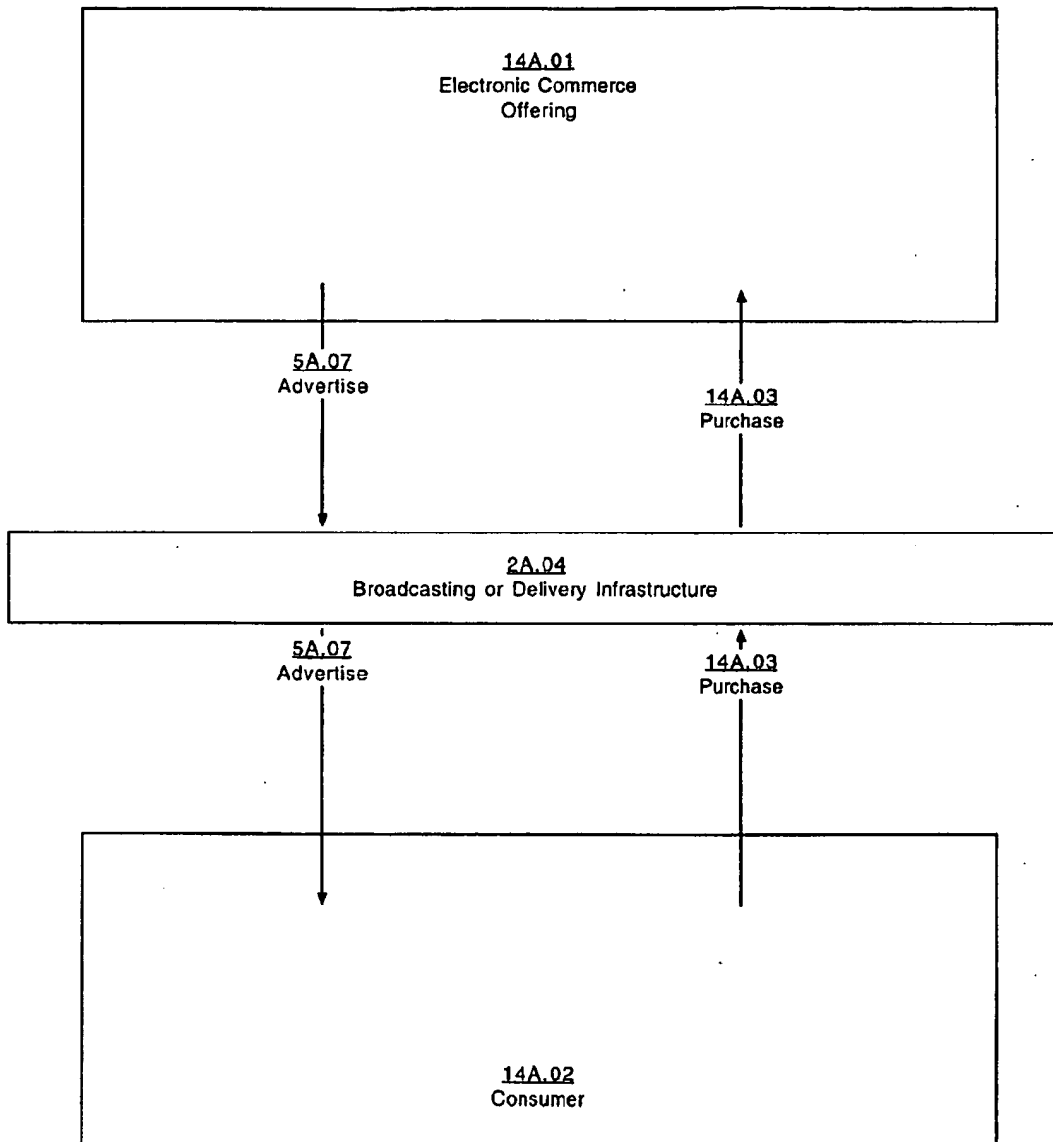 14A.01
Electronic Commerce
Offering
5A.07
Advertise
14A.03
Purchase
2A.04
Broadcasting or Delivery Infrastructure
5A.07
Advertise
14A.03
Purchase
14A.02
Consumer